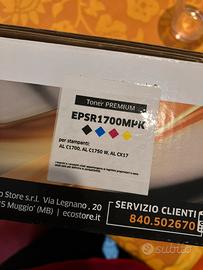 Toner PREMIUM
EPSR1700MPK
per stampanti:
AL C1700, AL C1750 W, AL CX17
o Store s.r.l. Via Legnano, 20
5 Muggio' (MB) | ecostore.it
SERVIZIO CLIENTI
840.502670
subito